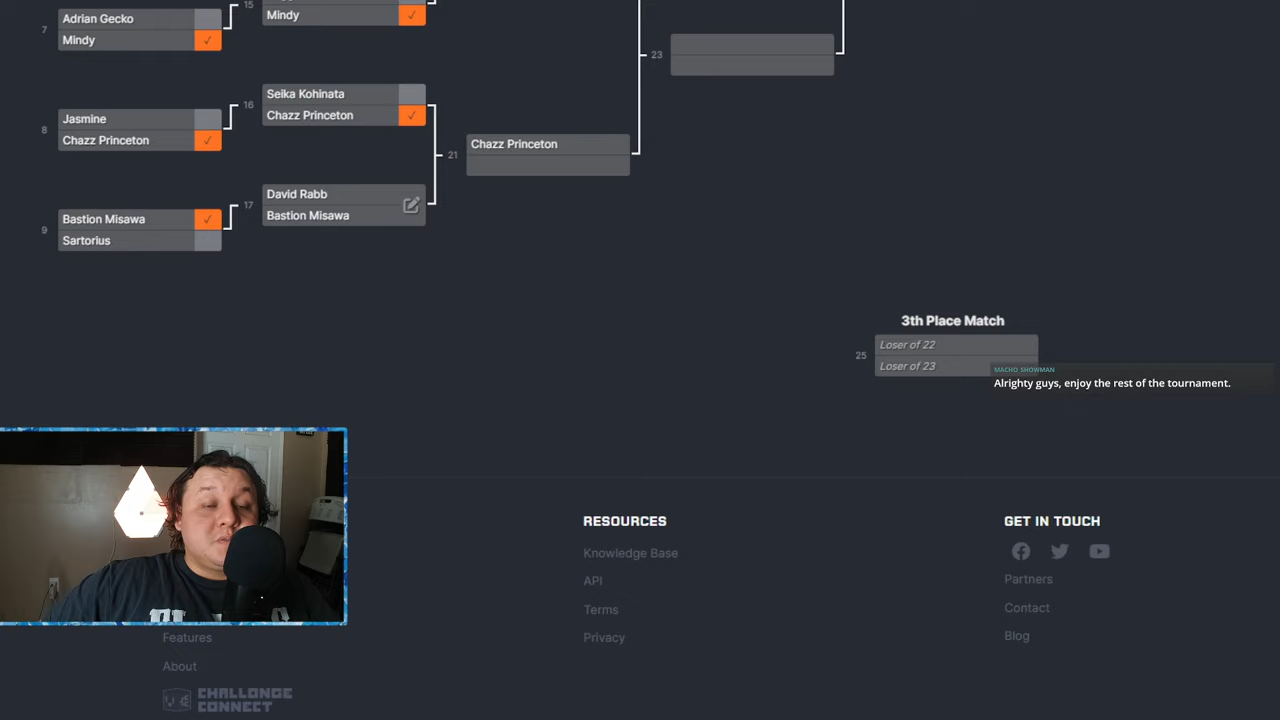 7
Adrian Gecko
Mindy
15
Mindy
8
Jasmine
Chazz Princeton
16
Seika Kohinata
Chazz Princeton
9
Bastion Misawa
Sartorius
17
David Rabb
Bastion Misawa
21
Chazz Princeton
23
3th Place Match
25
Loser of 22
Loser of 23
MACHO SHOWMAN
Alrighty guys, enjoy the rest of the tournament.
Features
About
CHALLONGE
CONNECT
RESOURCES
Knowledge Base
API
Terms
Privacy
GET IN TOUCH
Partners
Contact
Blog